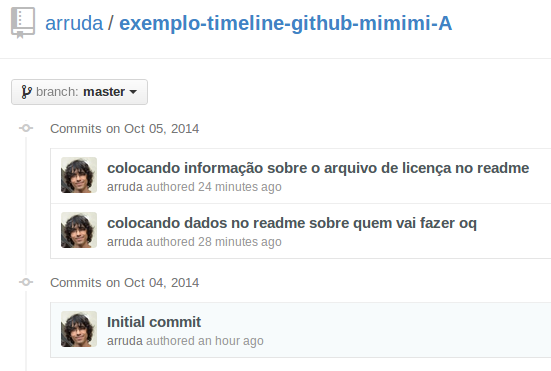 arruda / exemplo-timeline-github-mimimi-A
branch: master
Commits on Oct 05, 2014
colocando informação sobre o arquivo de licença no readme
arruda authored 24 minutes ago
colocando dados no readme sobre quem vai fazer oq
arruda authored 28 minutes ago
Commits on Oct 04, 2014
Initial commit
arruda authored an hour ago